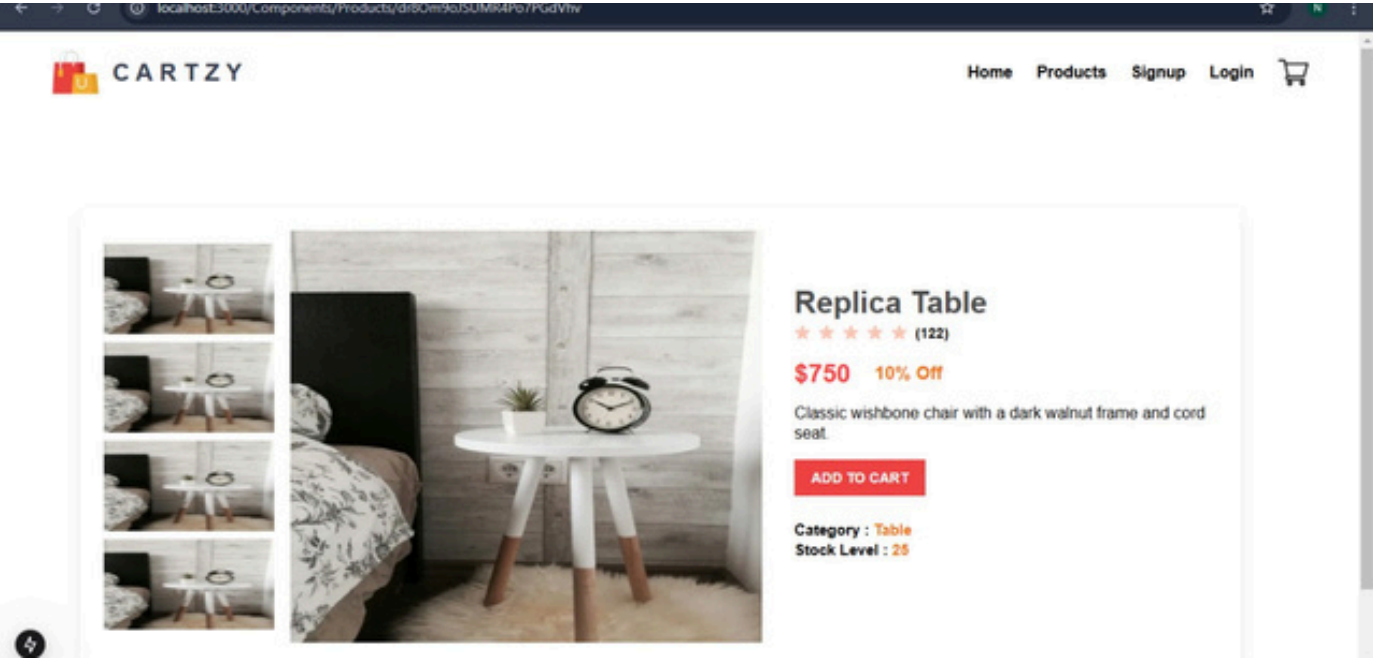 CARTZY
Home Products Signup Login
Replica Table
(122)
$750 10% Off
Classic wishbone chair with a dark walnut frame and cord
seat.
ADD TO CART
Category : Table
Stock Level : 25